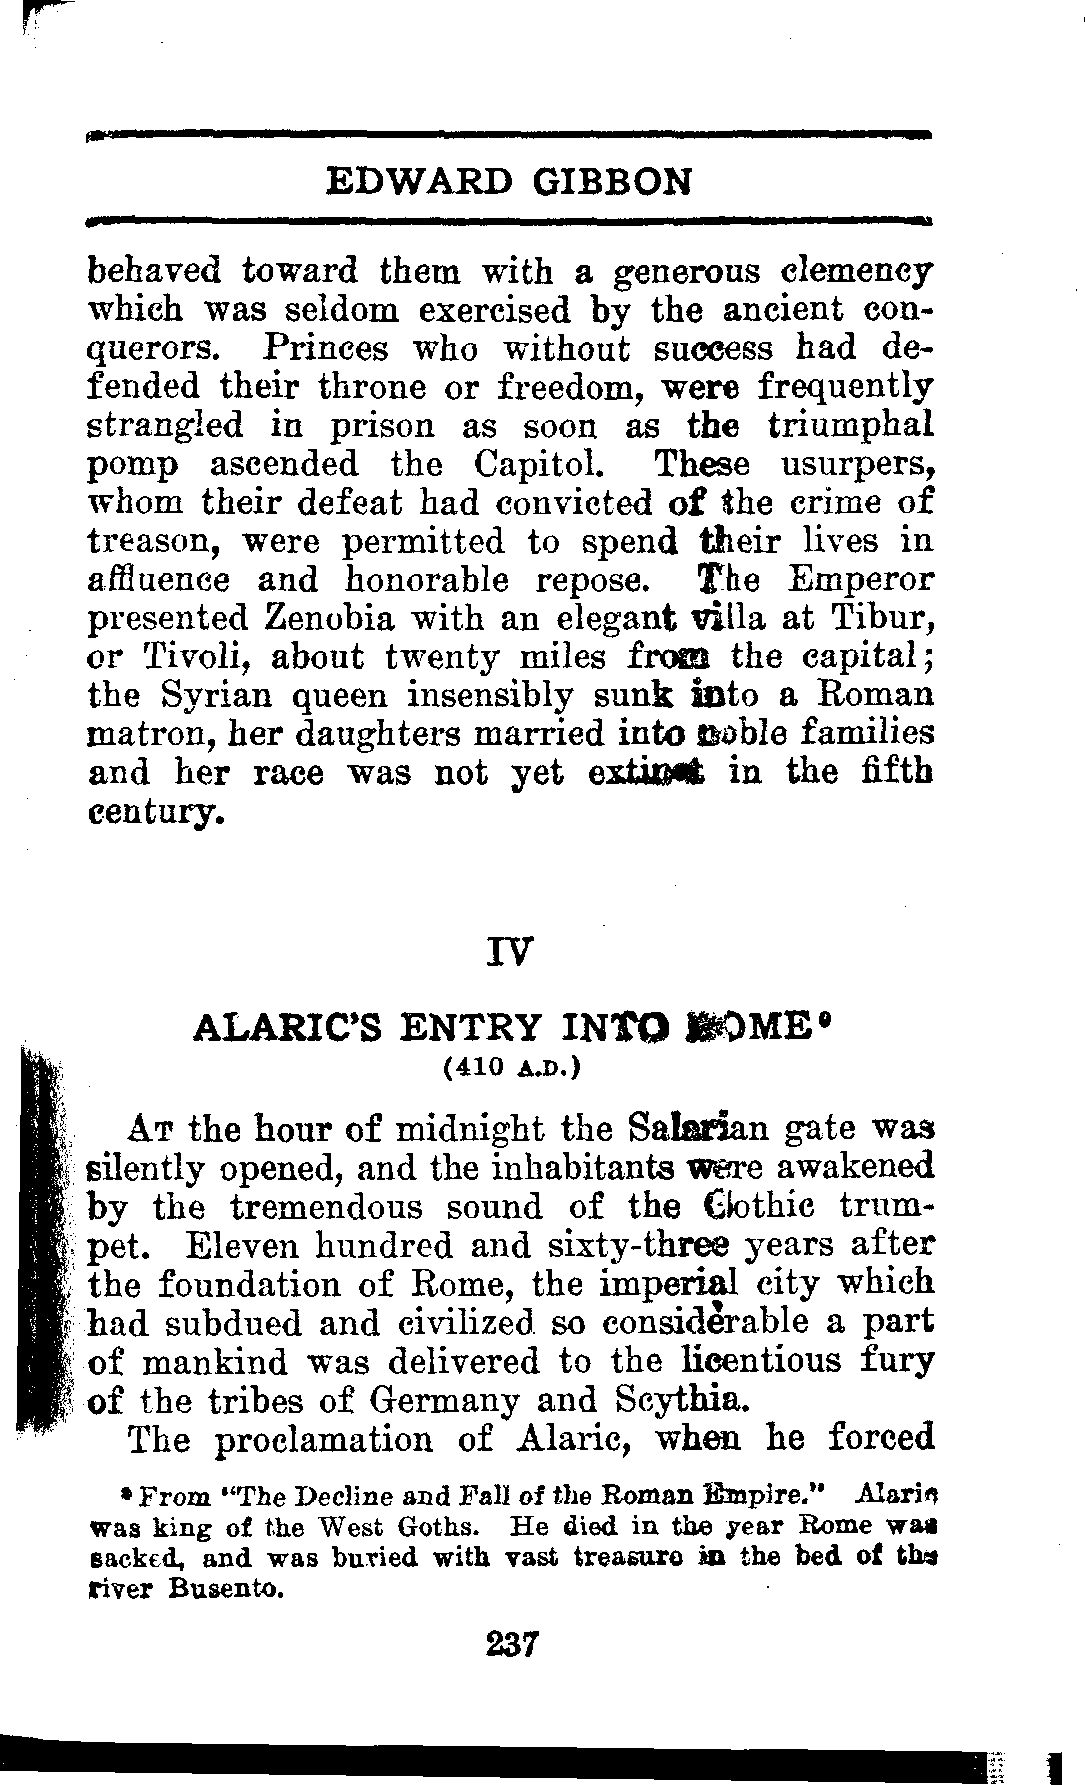 EDWARD GIBBON
behaved toward them with a generous clemency
which was seldom exercised by the ancient con-
querors. Princes who without success had de-
fended their throne or freedom, were frequently
strangled in prison as soon as the triumphal
pomp ascended the Capitol. These usurpers,
whom their defeat had convicted of the crime of
treason, were permitted to spend their lives in
affluence and honorable repose. The Emperor
presented Zenobia with an elegant villa at Tibur,
or Tivoli, about twenty miles from the capital;
the Syrian queen insensibly sunk into a Roman
matron, her daughters married into noble families
and her race was not yet extinct in the fifth
century.
IV
ALARIC'S ENTRY INTO ROME⁹
(410 A.D.)
AT the hour of midnight the Salarian gate was
silently opened, and the inhabitants were awakened
by the tremendous sound of the Gothic trum-
pet. Eleven hundred and sixty-three years after
the foundation of Rome, the imperial city which
had subdued and civilized so considerable a part
of mankind was delivered to the licentious fury
of the tribes of Germany and Scythia.
The proclamation of Alaric, when he forced
⁹ From "The Decline and Fall of the Roman Empire." Alaric
was king of the West Goths. He died in the year Rome was
sacked, and was buried with vast treasure in the bed of the
river Busento.
237